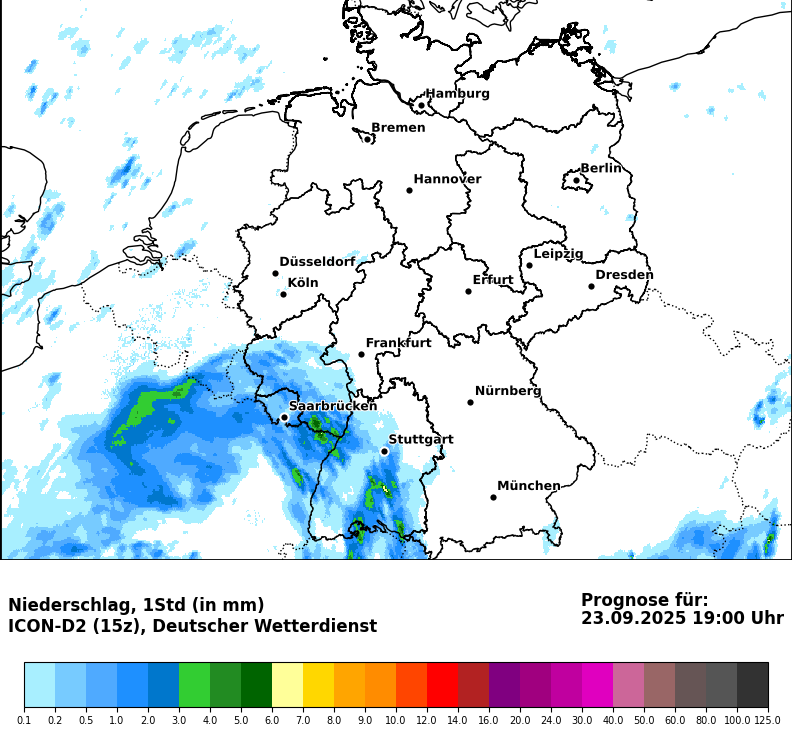 Hamburg
Bremen
Berlin
Hannover
Leipzig
Düsseldorf
Köln
Erfurt
Dresden
Frankfurt
Nürnberg
Saarbrücken
Stuttgart
München
Niederschlag, 1Std (in mm)
ICON-D2 (15z), Deutscher Wetterdienst
Prognose für:
23.09.2025 19:00 Uhr
0.1 0.2 0.5 1.0 2.0 3.0 4.0 5.0 6.0 7.0 8.0 9.0 10.0 12.0 14.0 16.0 20.0 24.0 30.0 40.0 50.0 60.0 80.0 100.0 125.0